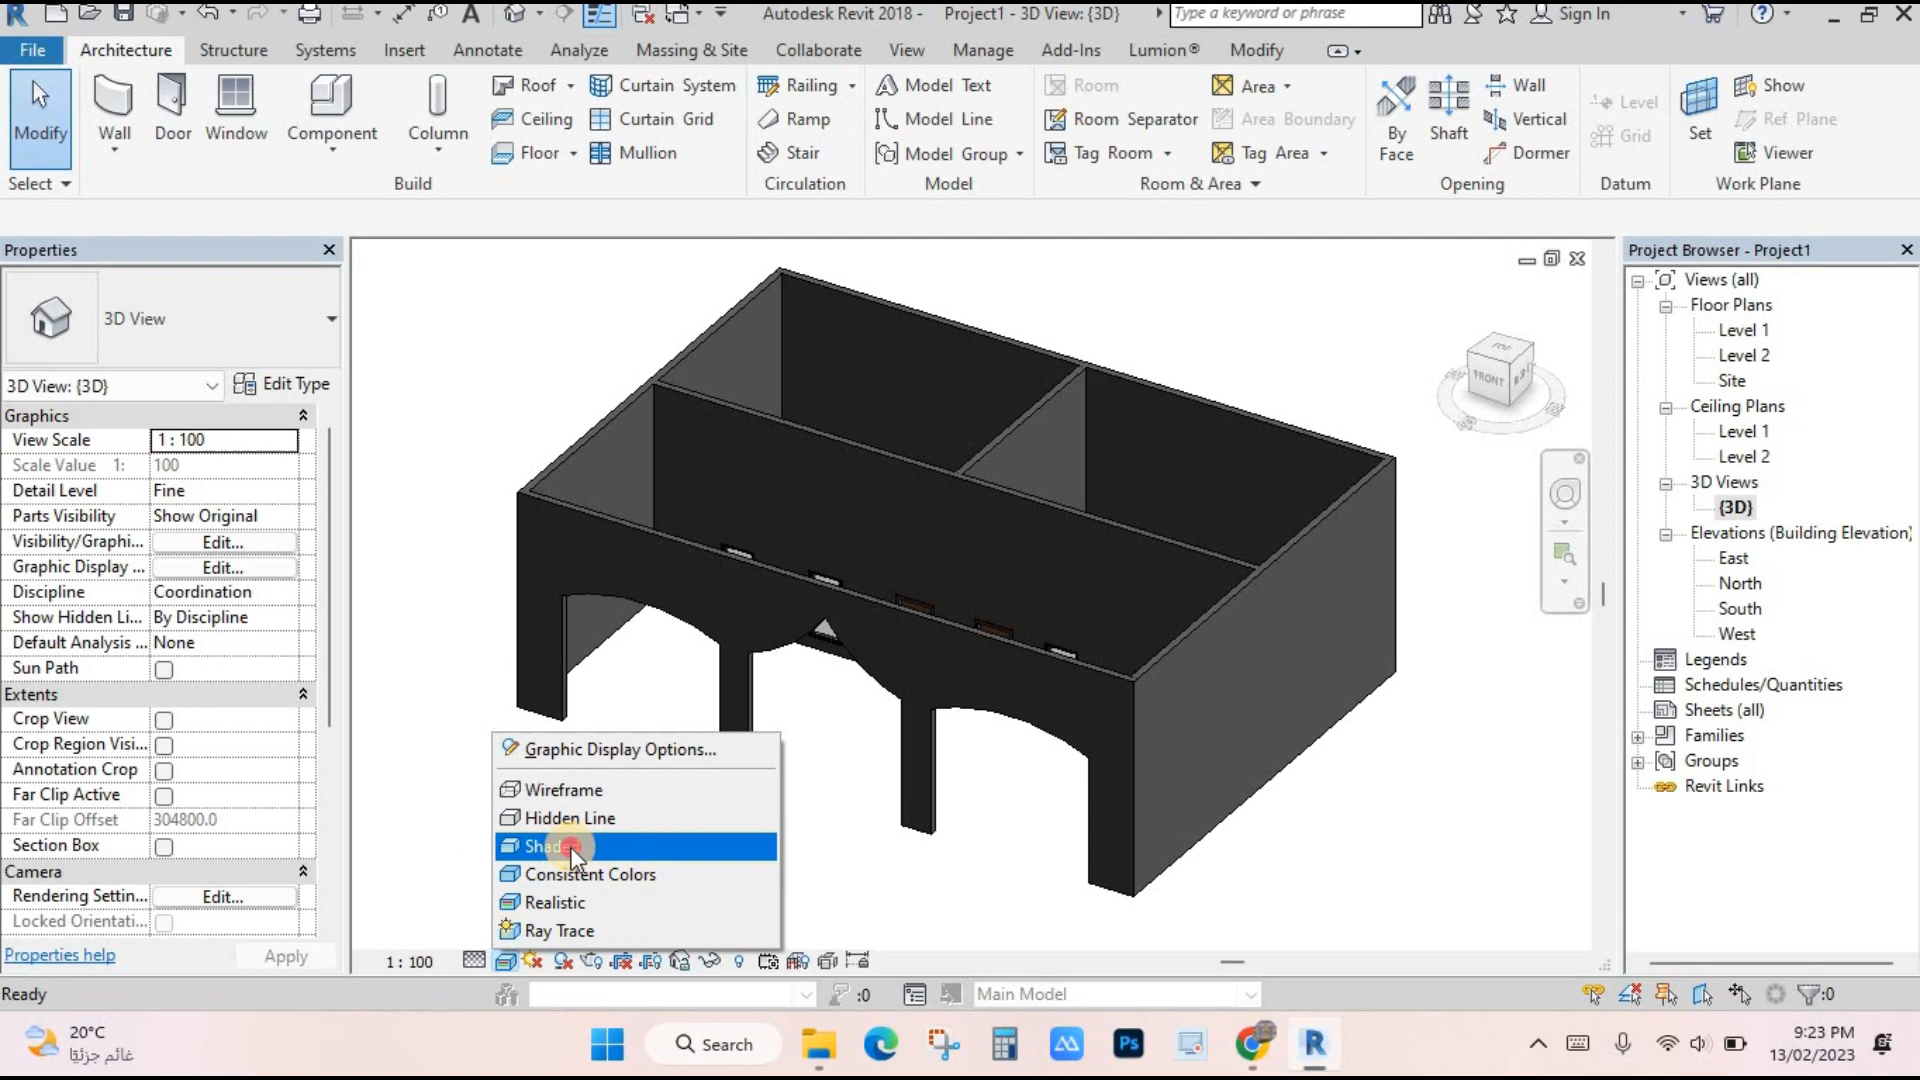 Autodesk Revit 2018 - Project1 - 3D View: {3D}
Type a keyword or phrase
Sign In
File Architecture Structure Systems Insert Annotate Analyze Massing & Site Collaborate View Manage Add-Ins Lumion® Modify
Modify
Wall
Door
Window
Component
Column
Roof
Ceiling
Floor
Curtain System
Curtain Grid
Mullion
Railing
Ramp
Stair
Model Text
Model Line
Model Group
Room
Room Separator
Tag Room
Area
Area Boundary
Tag Area
By
Face
Shaft
Wall
Vertical
Dormer
Level
Grid
Set
Show
Ref Plane
Viewer
Select Build Circulation Model Room & Area Opening Datum Work Plane
Properties
3D View
3D View: {3D} Edit Type
Graphics
View Scale 1 : 100
Scale Value 1: 100
Detail Level Fine
Parts Visibility Show Original
Visibility/Graphi... Edit...
Graphic Display ... Edit...
Discipline Coordination
Show Hidden Li... By Discipline
Default Analysis ... None
Sun Path
Extents
Crop View
Crop Region Visi...
Annotation Crop
Far Clip Active
Far Clip Offset 304800.0
Section Box
Camera
Rendering Settin... Edit...
Locked Orientati...
Properties help Apply
TOP
FRONT
Graphic Display Options...
Wireframe
Hidden Line
Consistent Colors
Realistic
Ray Trace
1 : 100
Project Browser - Project1
Views (all)
Floor Plans
Level 1
Level 2
Site
Ceiling Plans
Level 1
Level 2
3D Views
{3D}
Elevations (Building Elevation)
East
North
South
West
Legends
Schedules/Quantities
Sheets (all)
Families
Groups
Revit Links
Ready :0 Main Model :0
20°C
غائم جزئيًا
Search
Ps
R
9:23 PM
13/02/2023